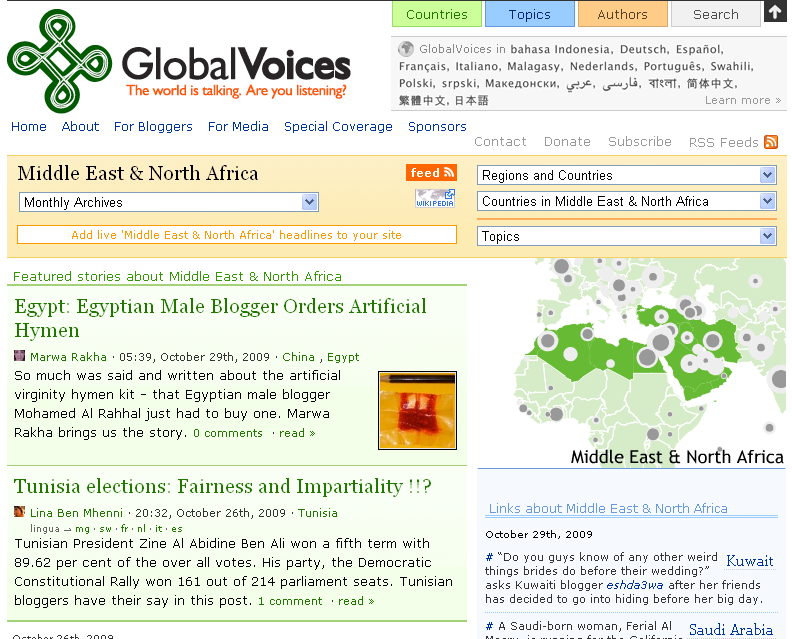 Countries
Topics
Authors
Search
GlobalVoices
The world is talking. Are you listening?
GlobalVoices in bahasa Indonesia, Deutsch, Español,
Français, Italiano, Malagasy, Nederlands, Português, Swahili,
Polski, srpski, Македонски, عربي, فارسی, বাংলা, 简体中文,
繁體中文, 日本語
Learn more »
Home About For Bloggers For Media Special Coverage Sponsors
Contact Donate Subscribe RSS Feeds
Middle East & North Africa
feed
Monthly Archives
WIKIPEDIA
Add live 'Middle East & North Africa' headlines to your site
Regions and Countries
Countries in Middle East & North Africa
Topics
Featured stories about Middle East & North Africa
Egypt: Egyptian Male Blogger Orders Artificial
Hymen
Marwa Rakha · 05:39, October 29th, 2009 · China , Egypt
So much was said and written about the artificial
virginity hymen kit – that Egyptian male blogger
Mohamed Al Rahhal just had to buy one. Marwa
Rakha brings us the story. 0 comments · read »
Tunisia elections: Fairness and Impartiality !!?
Lina Ben Mhenni · 20:32, October 26th, 2009 · Tunisia
lingua → mg · sw · fr · nl · it · es
Tunisian President Zine Al Abidine Ben Ali won a fifth term with
89.62 per cent of the over all votes. His party, the Democratic
Constitutional Rally won 161 out of 214 parliament seats. Tunisian
bloggers have their say in this post. 1 comment · read »
October 26th, 2009
Middle East & North Africa
Links about Middle East & North Africa
October 29th, 2009
# “Do you guys know of any other weird
things brides do before their wedding?”
asks Kuwaiti blogger eshda3wa after her friends
has decided to go into hiding before her big day.
Kuwait
# A Saudi-born woman, Ferial Al
Saudi Arabia